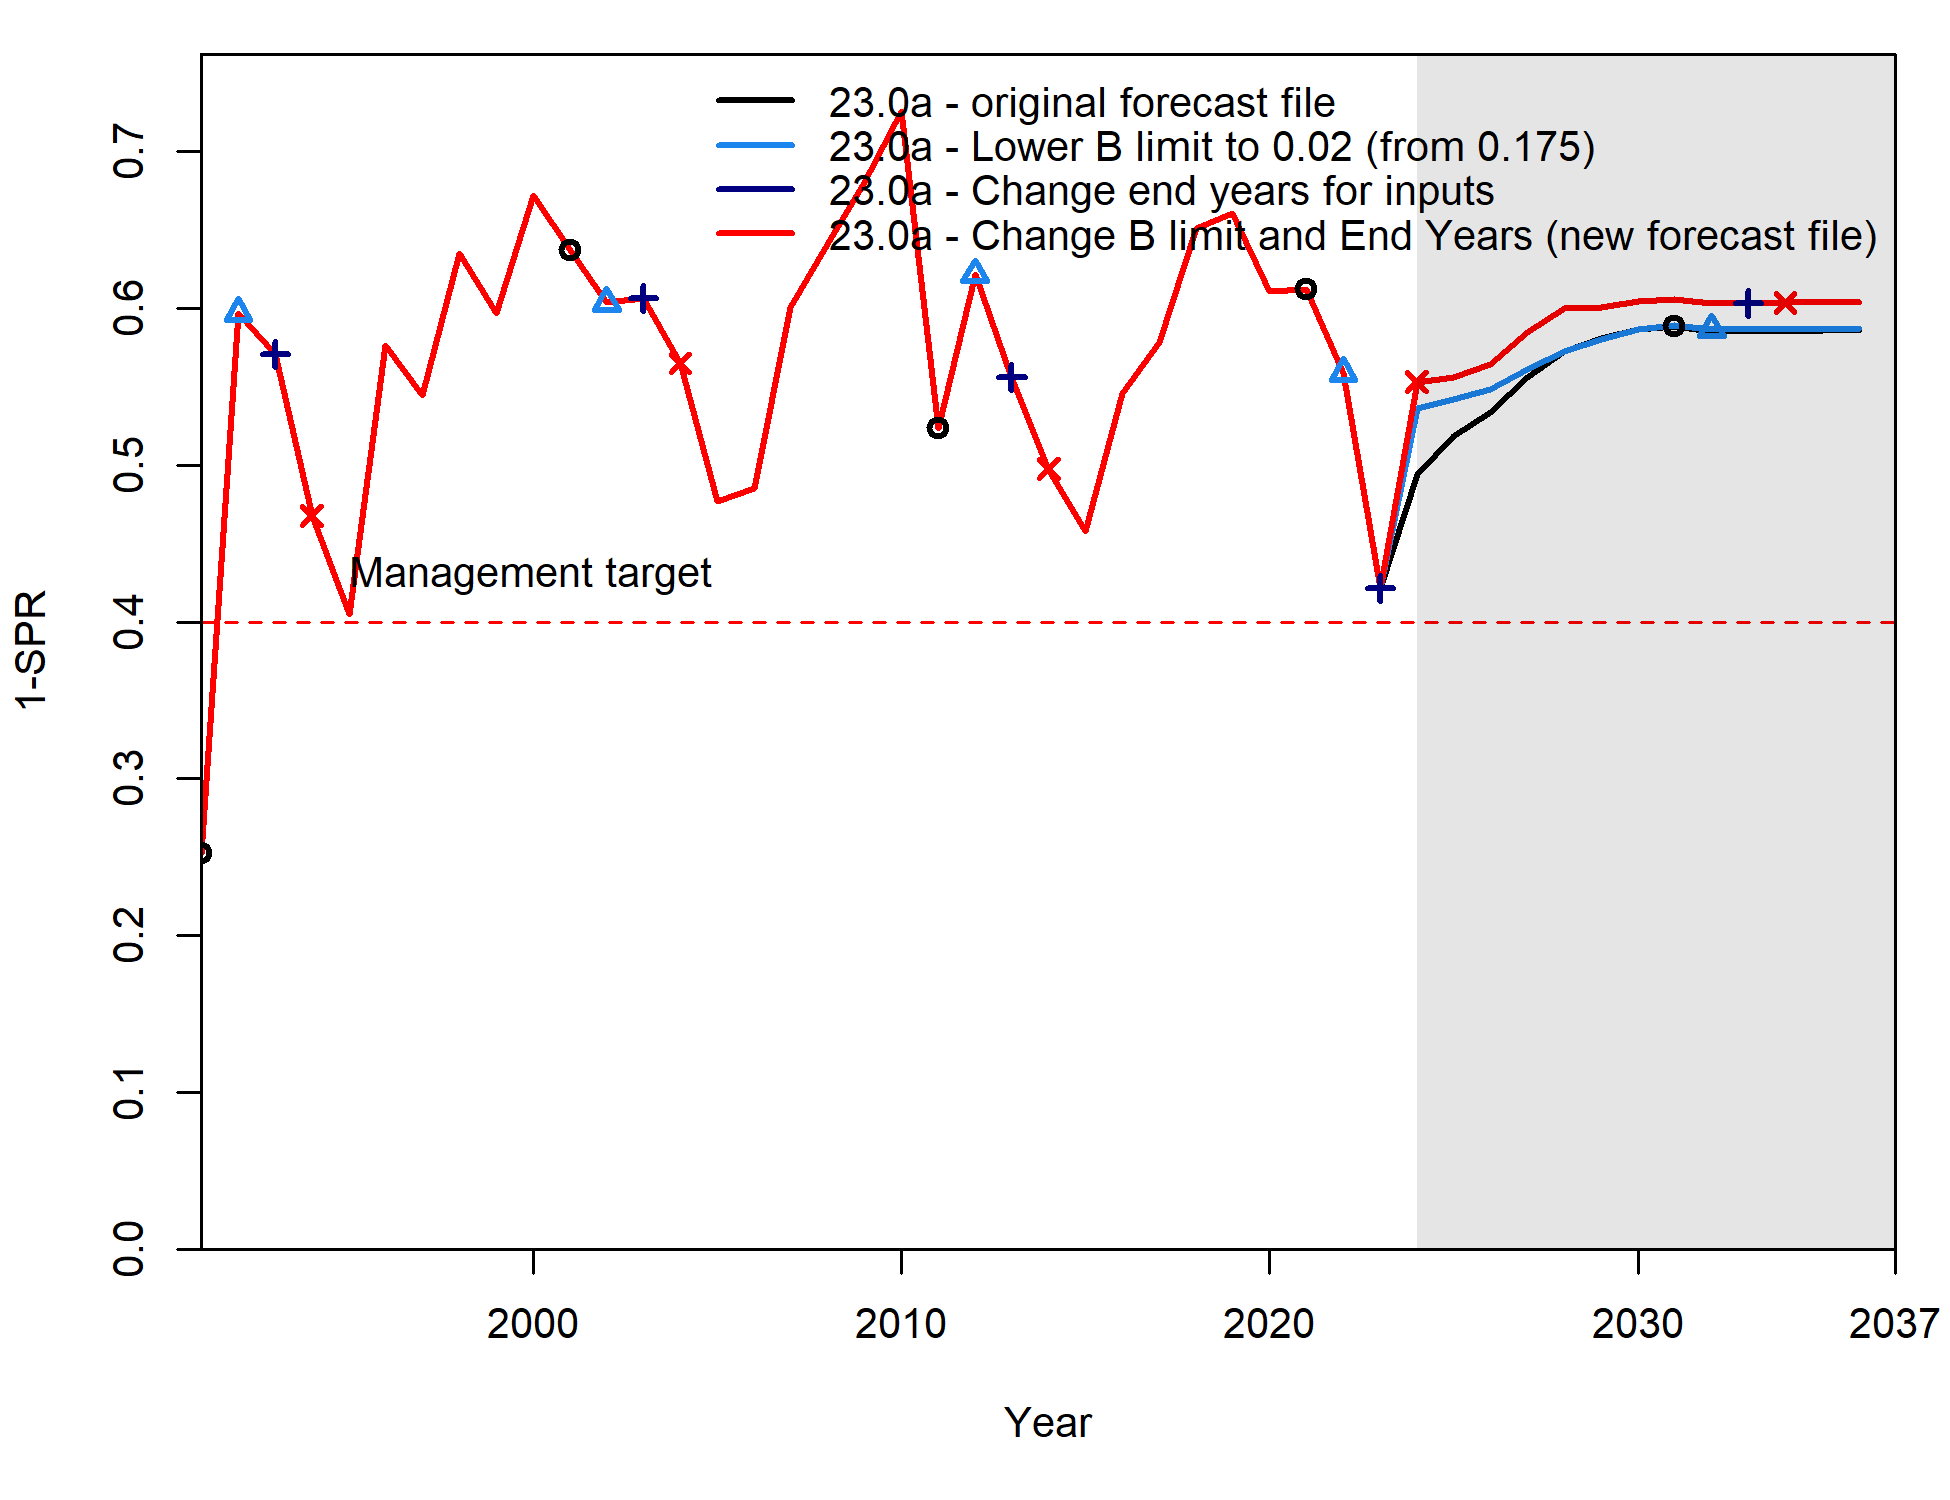 23.0a - original forecast file
23.0a - Lower B limit to 0.02 (from 0.175)
23.0a - Change end years for inputs
23.0a - Change B limit and End Years (new forecast file)
0.7
0.6
0.5
0.4
0.3
0.2
0.1
0.0
1-SPR
Management target
2000
2010
2020
2030
2037
Year